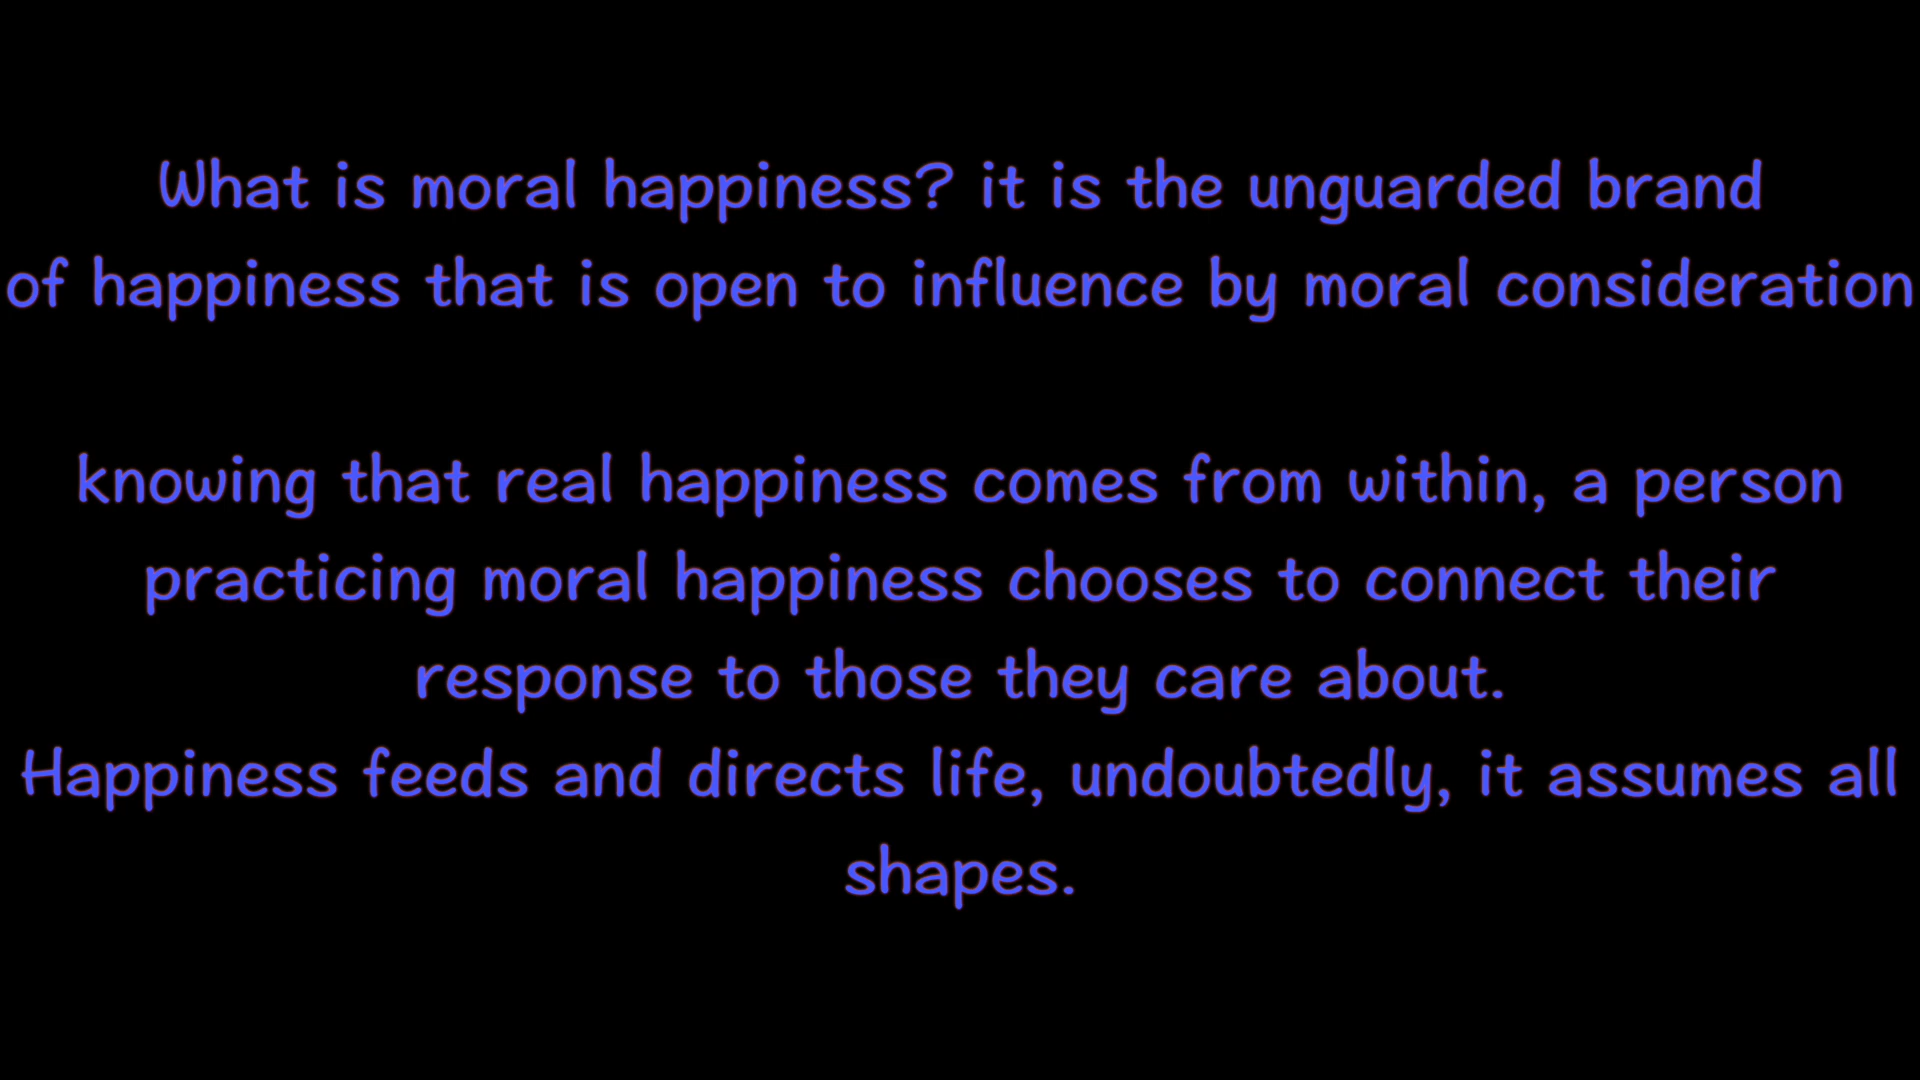 What is moral happiness? it is the unguarded brand
of happiness that is open to influence by moral consideration
knowing that real happiness comes from within, a person
practicing moral happiness chooses to connect their
response to those they care about.
Happiness feeds and directs life, undoubtedly, it assumes all
shapes.